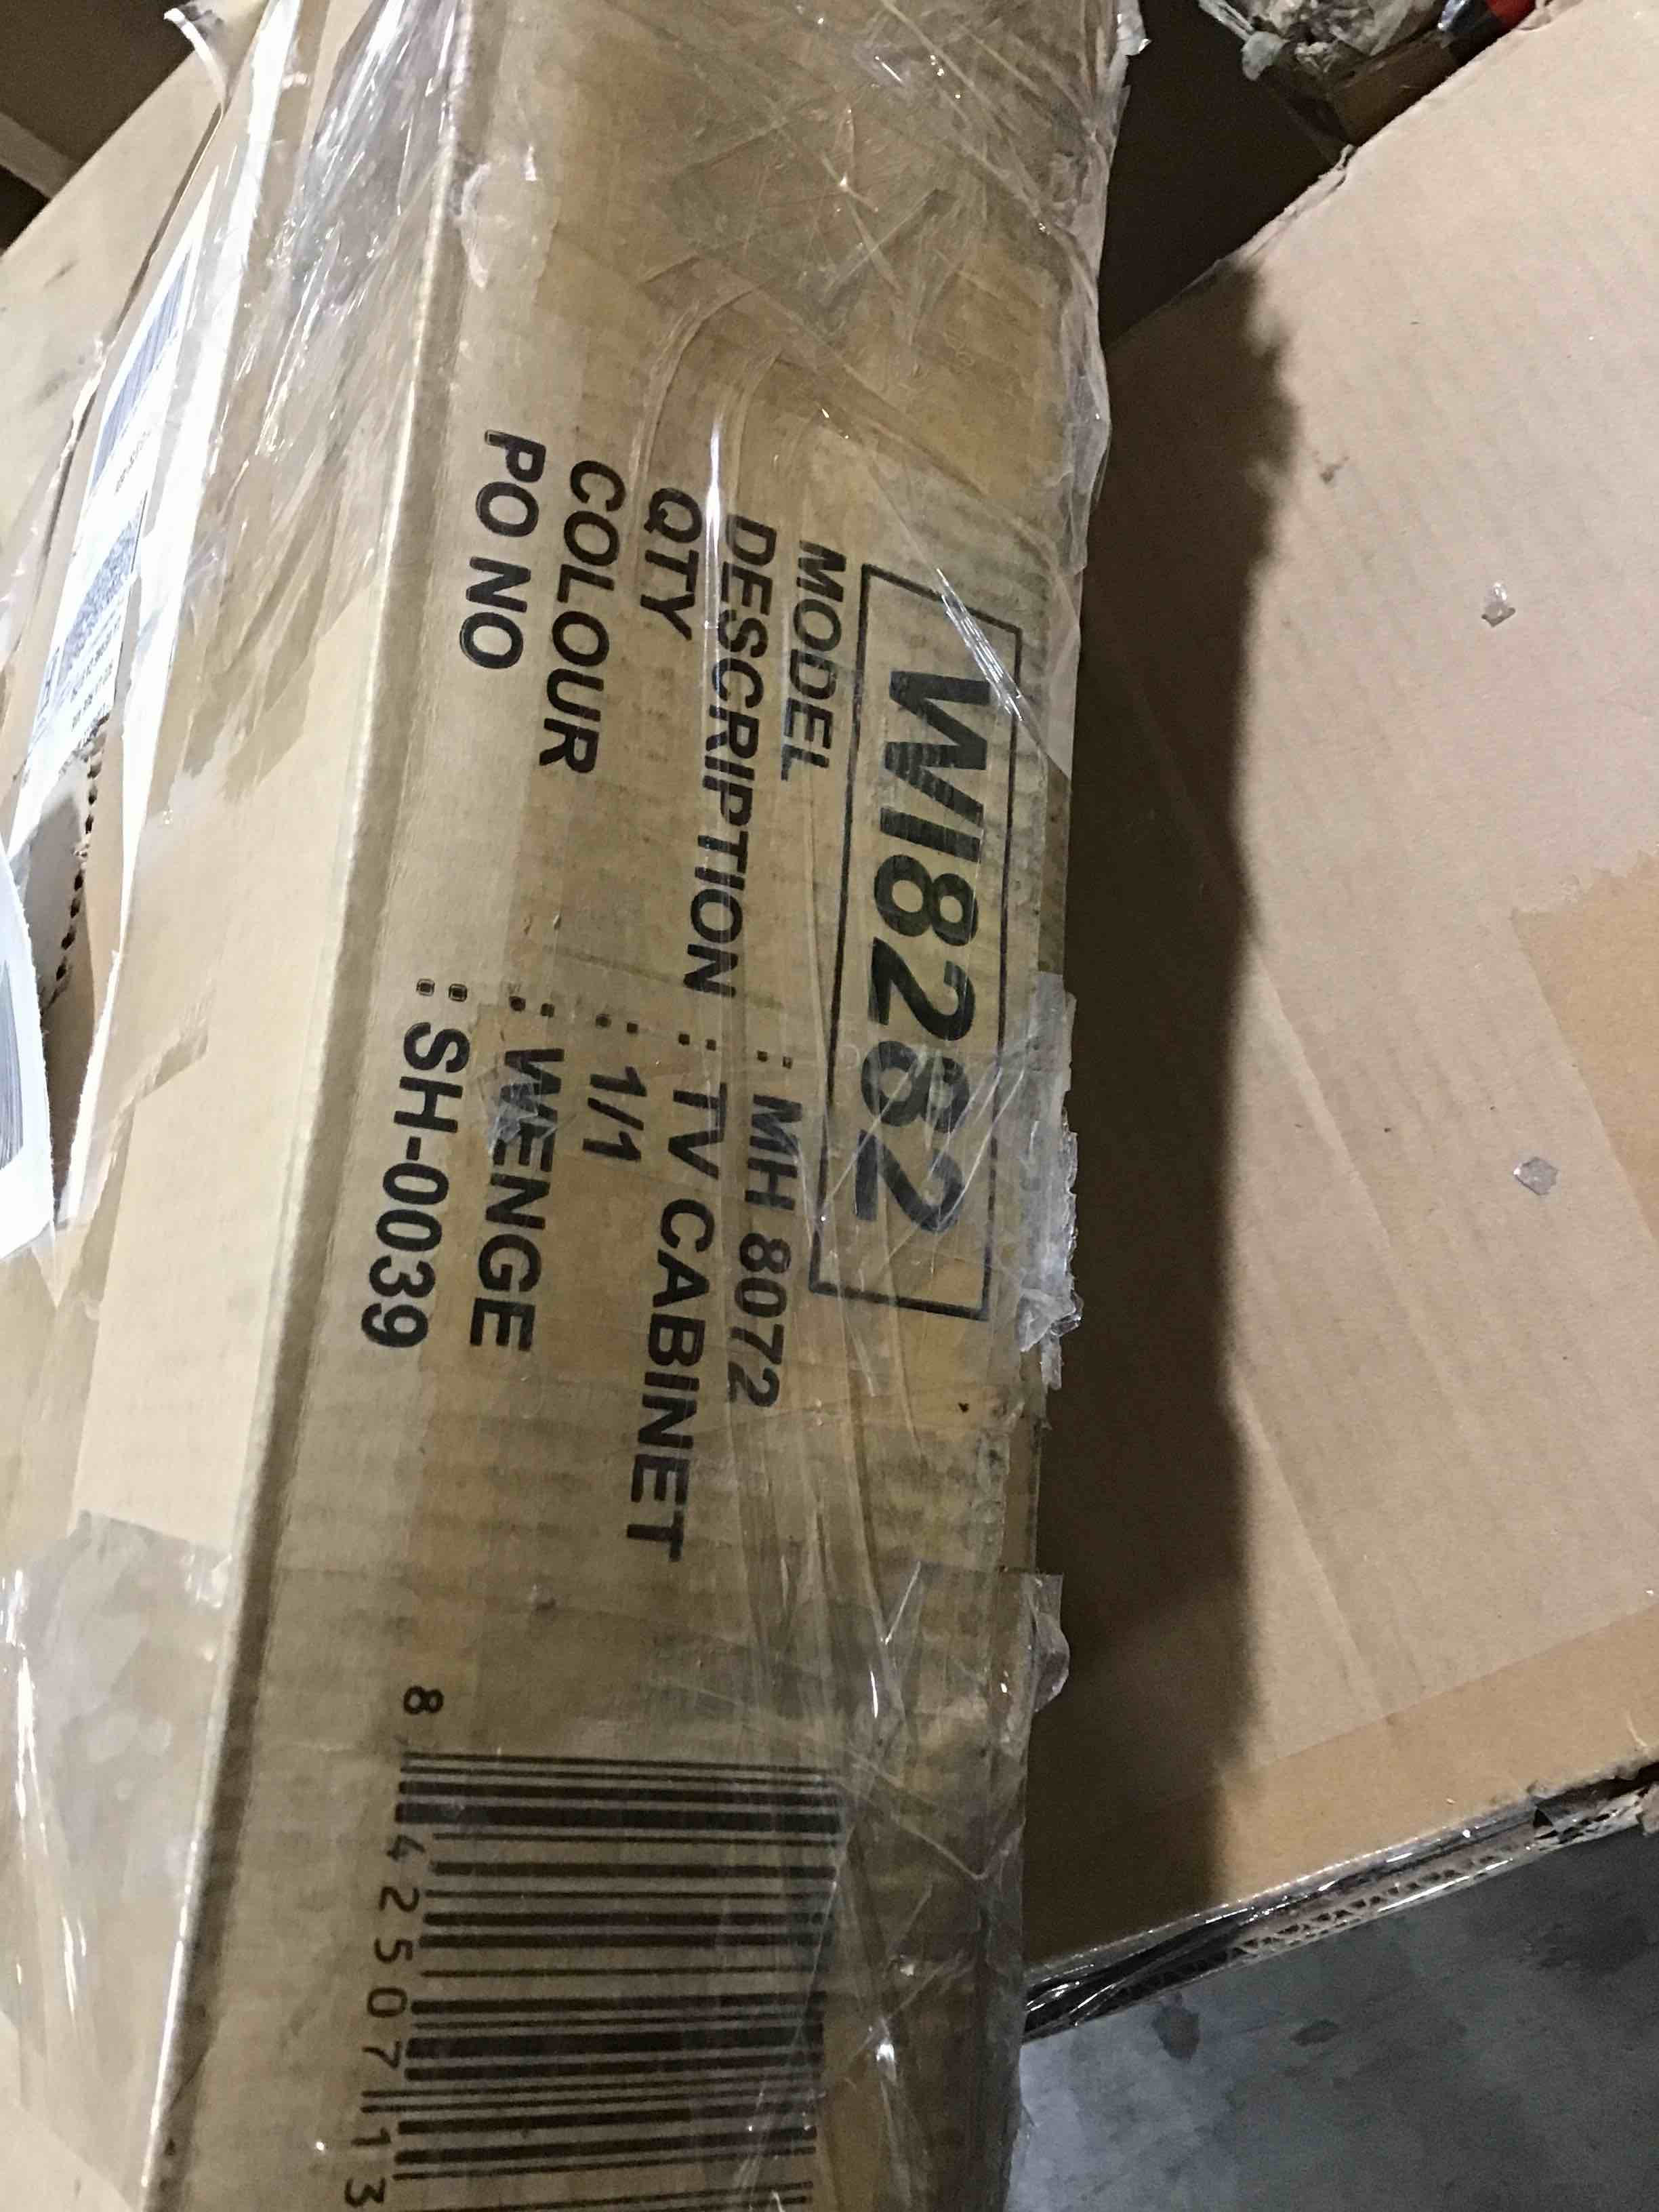 WI8282
MODEL : MH 8072
DESCRIPTION : TV CABINET
QTY : 1/1
COLOUR : WENGE
PO NO : SH-0039
8 425071 3